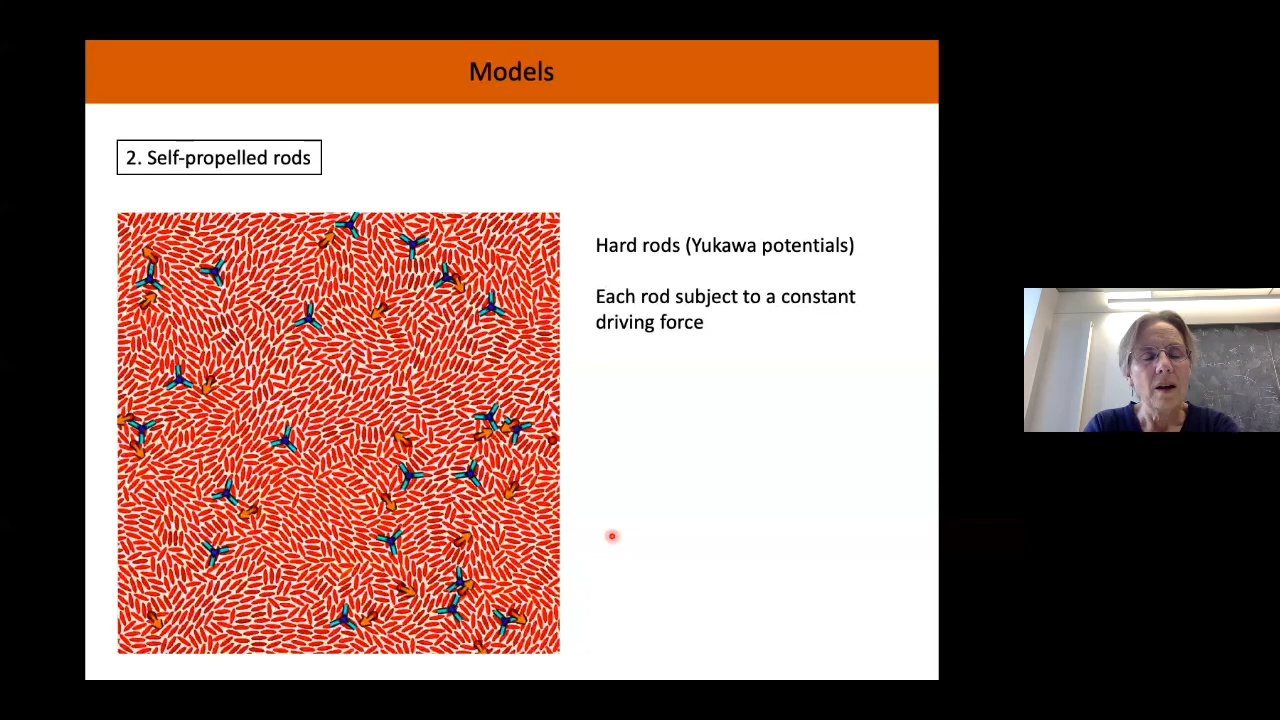 Models
2. Self-propelled rods
Hard rods (Yukawa potentials)
Each rod subject to a constant
driving force